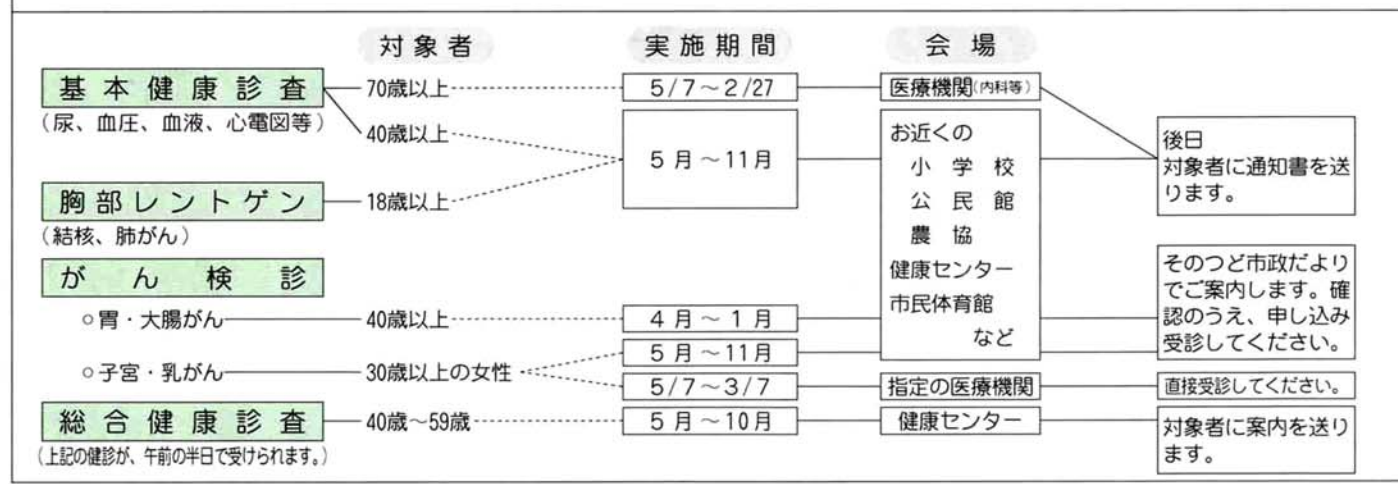 対象者 実施期間 会場
基本健康診査 70歳以上 5/7～2/27 医療機関(内科等)
(尿、血圧、血液、心電図等)
40歳以上
5月～11月
お近くの
小学校
公民館
農協
健康センター
市民体育館
など
後日
対象者に通知書を送
ります。
胸部レントゲン 18歳以上
(結核、肺がん)
がん検診
○胃・大腸がん 40歳以上 4月～1月
そのつど市政だより
でご案内します。確
認のうえ、申し込み
受診してください。
○子宮・乳がん 30歳以上の女性
5月～11月
5/7～3/7 指定の医療機関 直接受診してください。
総合健康診査 40歳～59歳 5月～10月 健康センター
(上記の健診が、午前の半日で受けられます。)
対象者に案内を送り
ます。